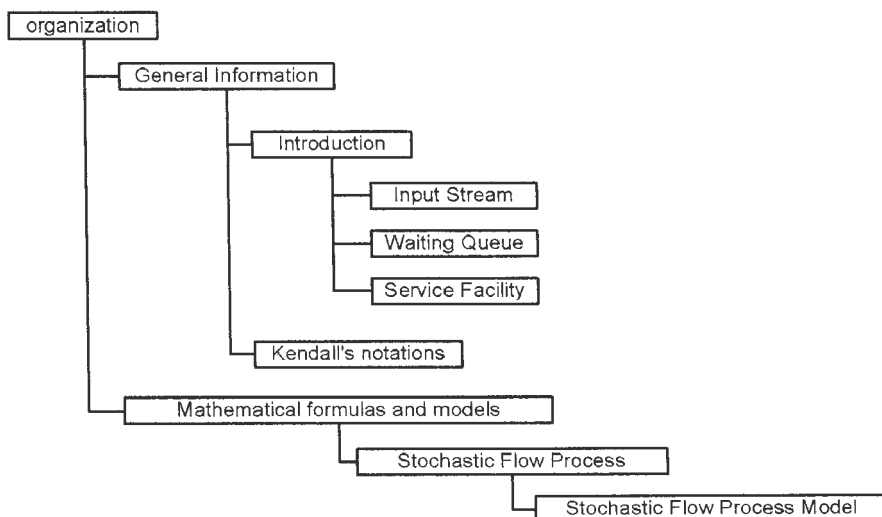 organization
General Information
Introduction
Input Stream
Waiting Queue
Service Facility
Kendall's notations
Mathematical formulas and models
Stochastic Flow Process
Stochastic Flow Process Model